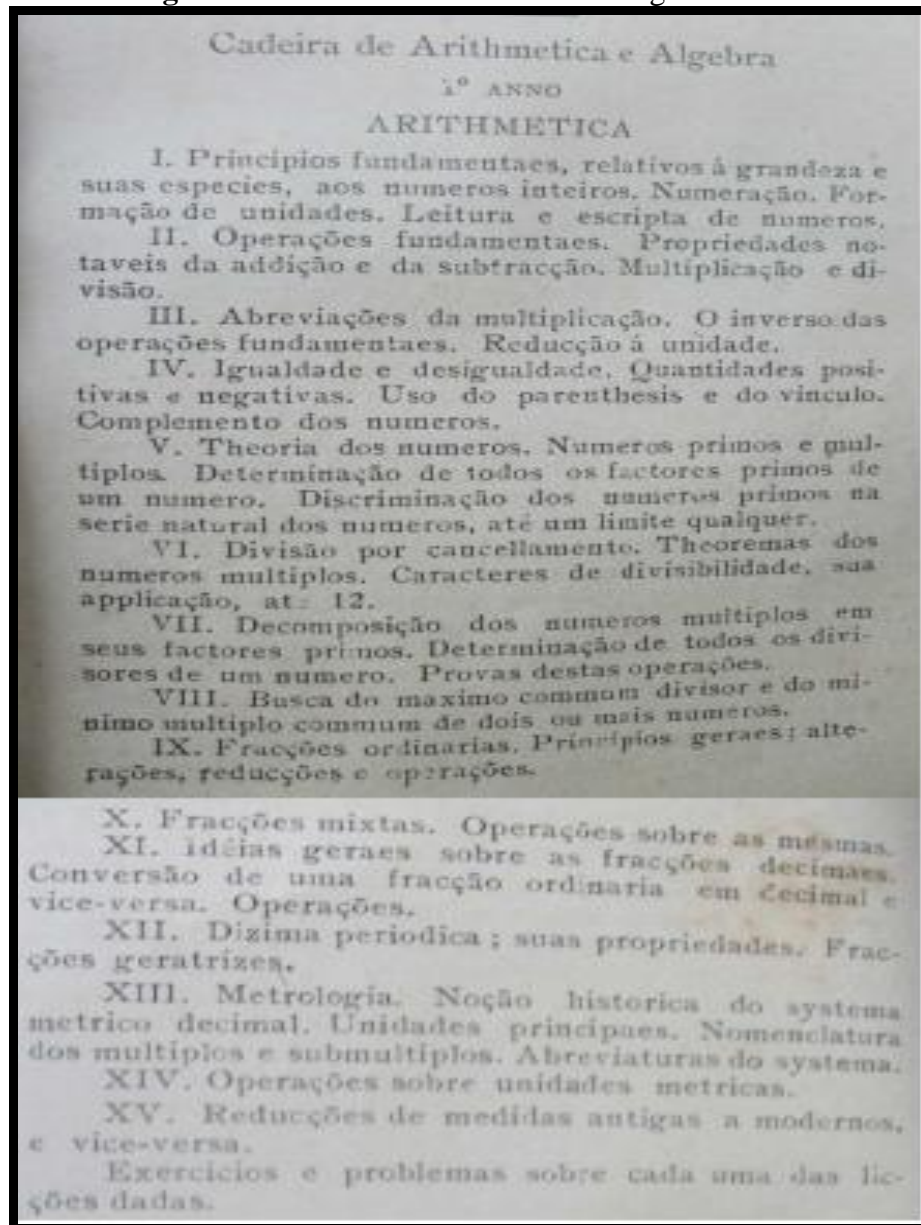 Cadeira de Arithmetica e Algebra
1º ANNO
ARITHMETICA
I. Principios fundamentaes, relativos á grandeza e
suas especies, aos numeros inteiros. Numeração. For-
mação de unidades. Leitura e escripta de numeros.
II. Operações fundamentaes. Propriedades no-
taveis da addição e da subtracção. Multiplicação e di-
visão.
III. Abreviações da multiplicação. O inverso das
operações fundamentaes. Reducção á unidade.
IV. Igualdade e desigualdade. Quantidades posi-
tivas e negativas. Uso do parenthesis e do vinculo.
Complemento dos numeros.
V. Theoria dos numeros. Numeros primos e mul-
tiplos. Determinação de todos os factores primos de
um numero. Discriminação dos numeros primos na
serie natural dos numeros, até um limite qualquer.
VI. Divisão por cancellamento. Theoremas dos
numeros multiplos. Caracteres de divisibilidade, sua
applicação, at 12.
VII. Decomposição dos numeros multiplos em
seus factores primos. Determinação de todos os divi-
sores de um numero. Provas destas operações.
VIII. Busca do maximo commum divisor e do mi-
nimo multiplo commum de dois ou mais numeros.
IX. Fracções ordinarias. Principios geraes; alte-
rações, reducções e operações.
X. Fracções mixtas. Operações sobre as mesmas.
XI. idéias geraes sobre as fracções decimaes.
Conversão de uma fracção ordinaria em decimal e
vice-versa. Operações.
XII. Dizima periodica; suas propriedades. Frac-
ções geratrizes.
XIII. Metrologia. Noção historica do systema
metrico decimal. Unidades principaes. Nomenclatura
dos multiplos e submultiplos. Abreviaturas do systema.
XIV. Operações sobre unidades metricas.
XV. Reducções de medidas antigas a modernos,
e vice-versa.
Exercicios e problemas sobre cada uma das lic-
ções dadas.